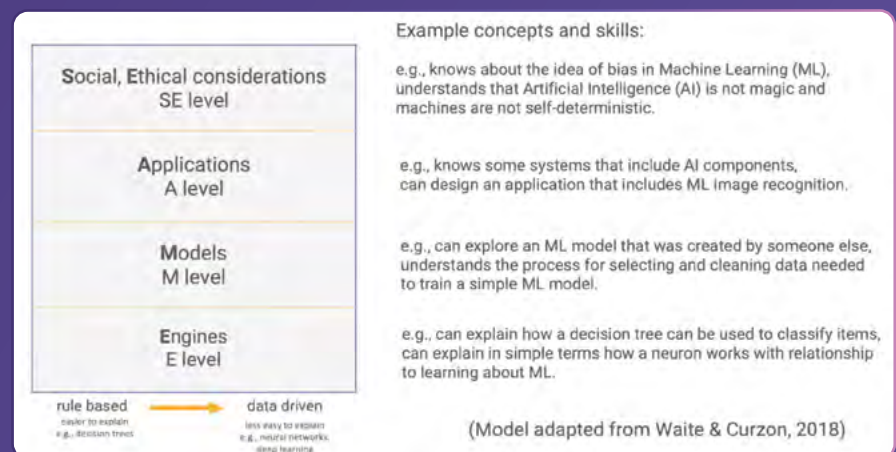 Example concepts and skills:
Social, Ethical considerations
SE level
e.g., knows about the idea of bias in Machine Learning (ML),
understands that Artificial Intelligence (AI) is not magic and
machines are not self-deterministic.
Applications
A level
e.g., knows some systems that include AI components,
can design an application that includes ML image recognition.
Models
M level
e.g., can explore an ML model that was created by someone else,
understands the process for selecting and cleaning data needed
to train a simple ML model.
Engines
E level
e.g., can explain how a decision tree can be used to classify items,
can explain in simple terms how a neuron works with relationship
to learning about ML.
rule based
easier to explain
e.g., decision trees
data driven
less easy to explain
e.g., neural networks,
deep learning
(Model adapted from Waite & Curzon, 2018)